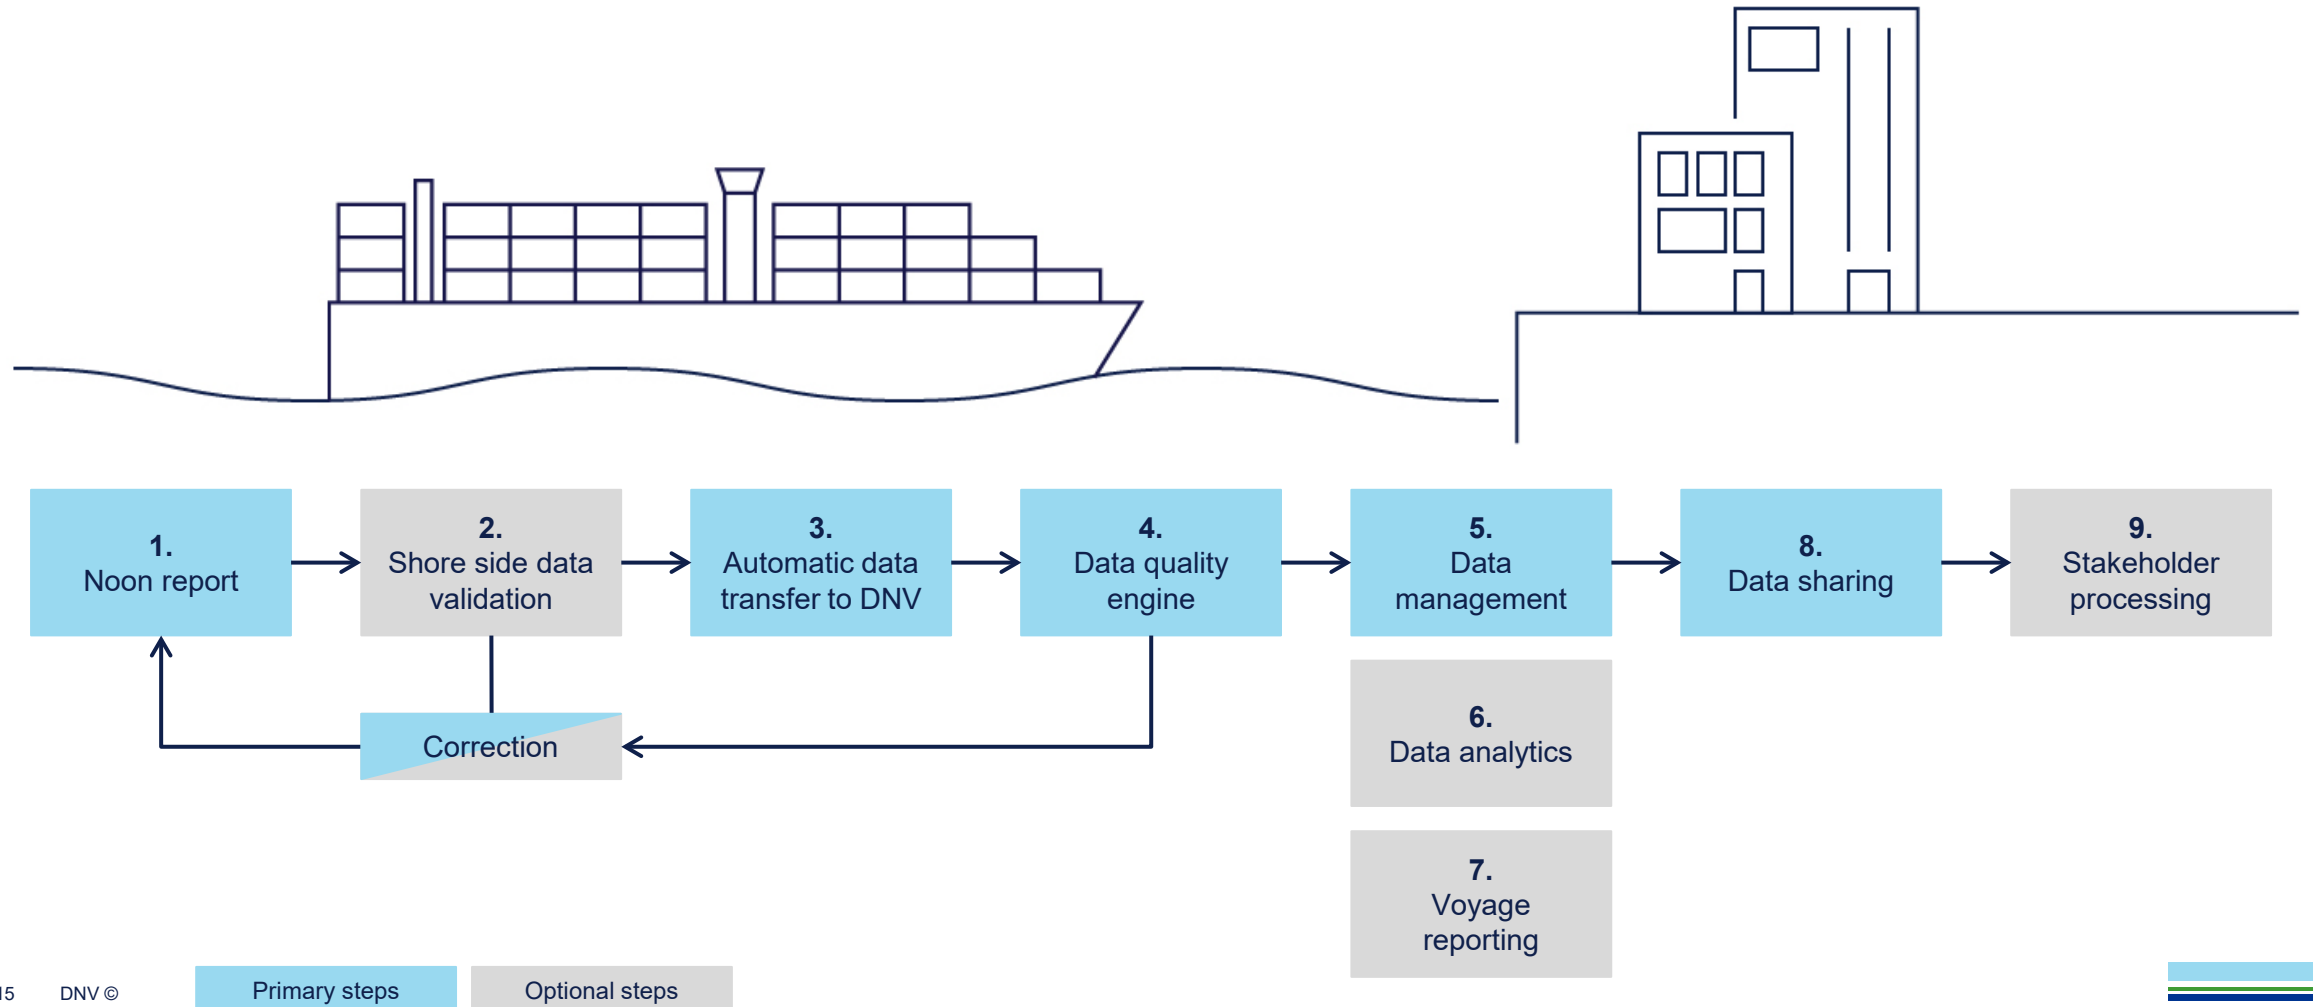 1.
Noon report
2.
Shore side data
validation
3.
Automatic data
transfer to DNV
4.
Data quality
engine
5.
Data
management
8.
Data sharing
9.
Stakeholder
processing
Correction
6.
Data analytics
7.
Voyage
reporting
15 DNV ©
Primary steps
Optional steps